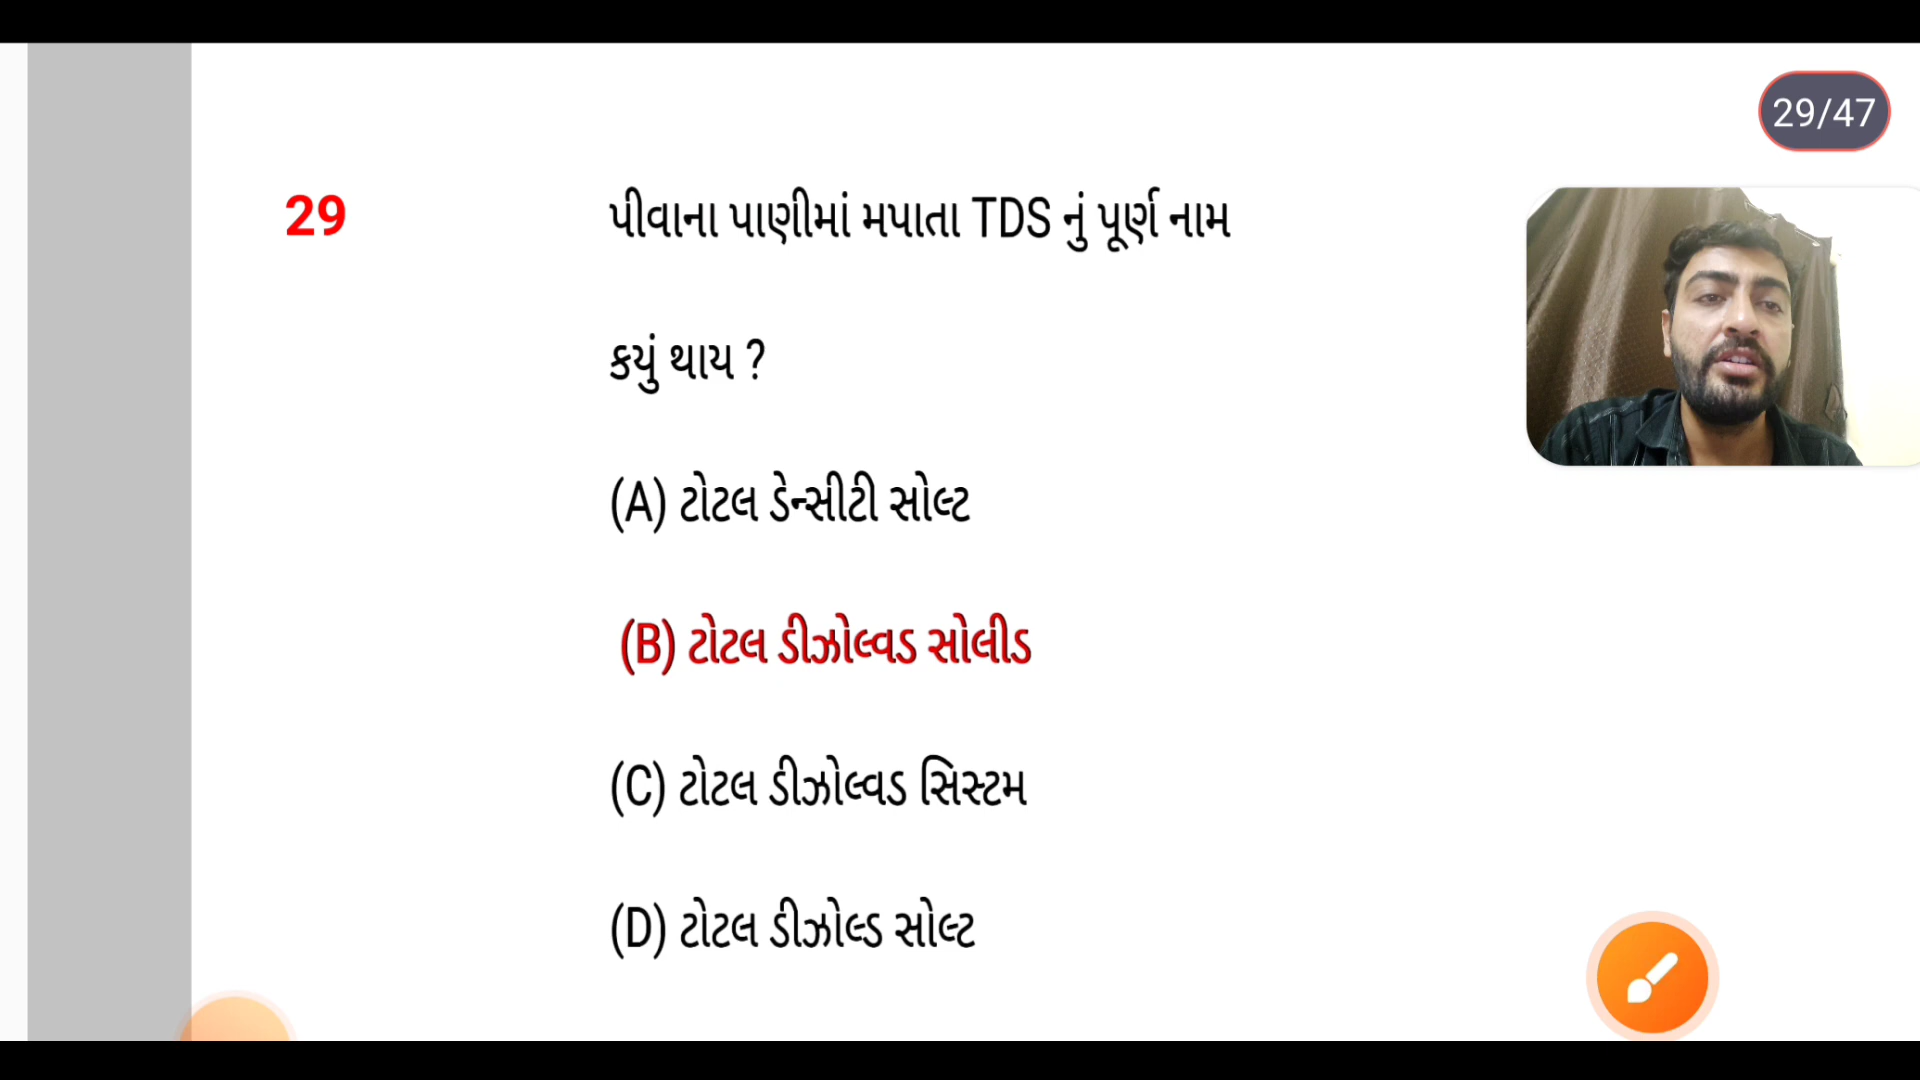 29/47
29 પીવાના પાણીમાં મપાતા TDS નું પૂર્ણ નામ
કયું થાય ?
(A) ટોટલ ડેન્સીટી સોલ્ટ
(B) ટોટલ ડીઝોલ્વડ સોલીડ
(C) ટોટલ ડીઝોલ્વડ સિસ્ટમ
(D) ટોટલ ડીઝોલ્ડ સોલ્ટ